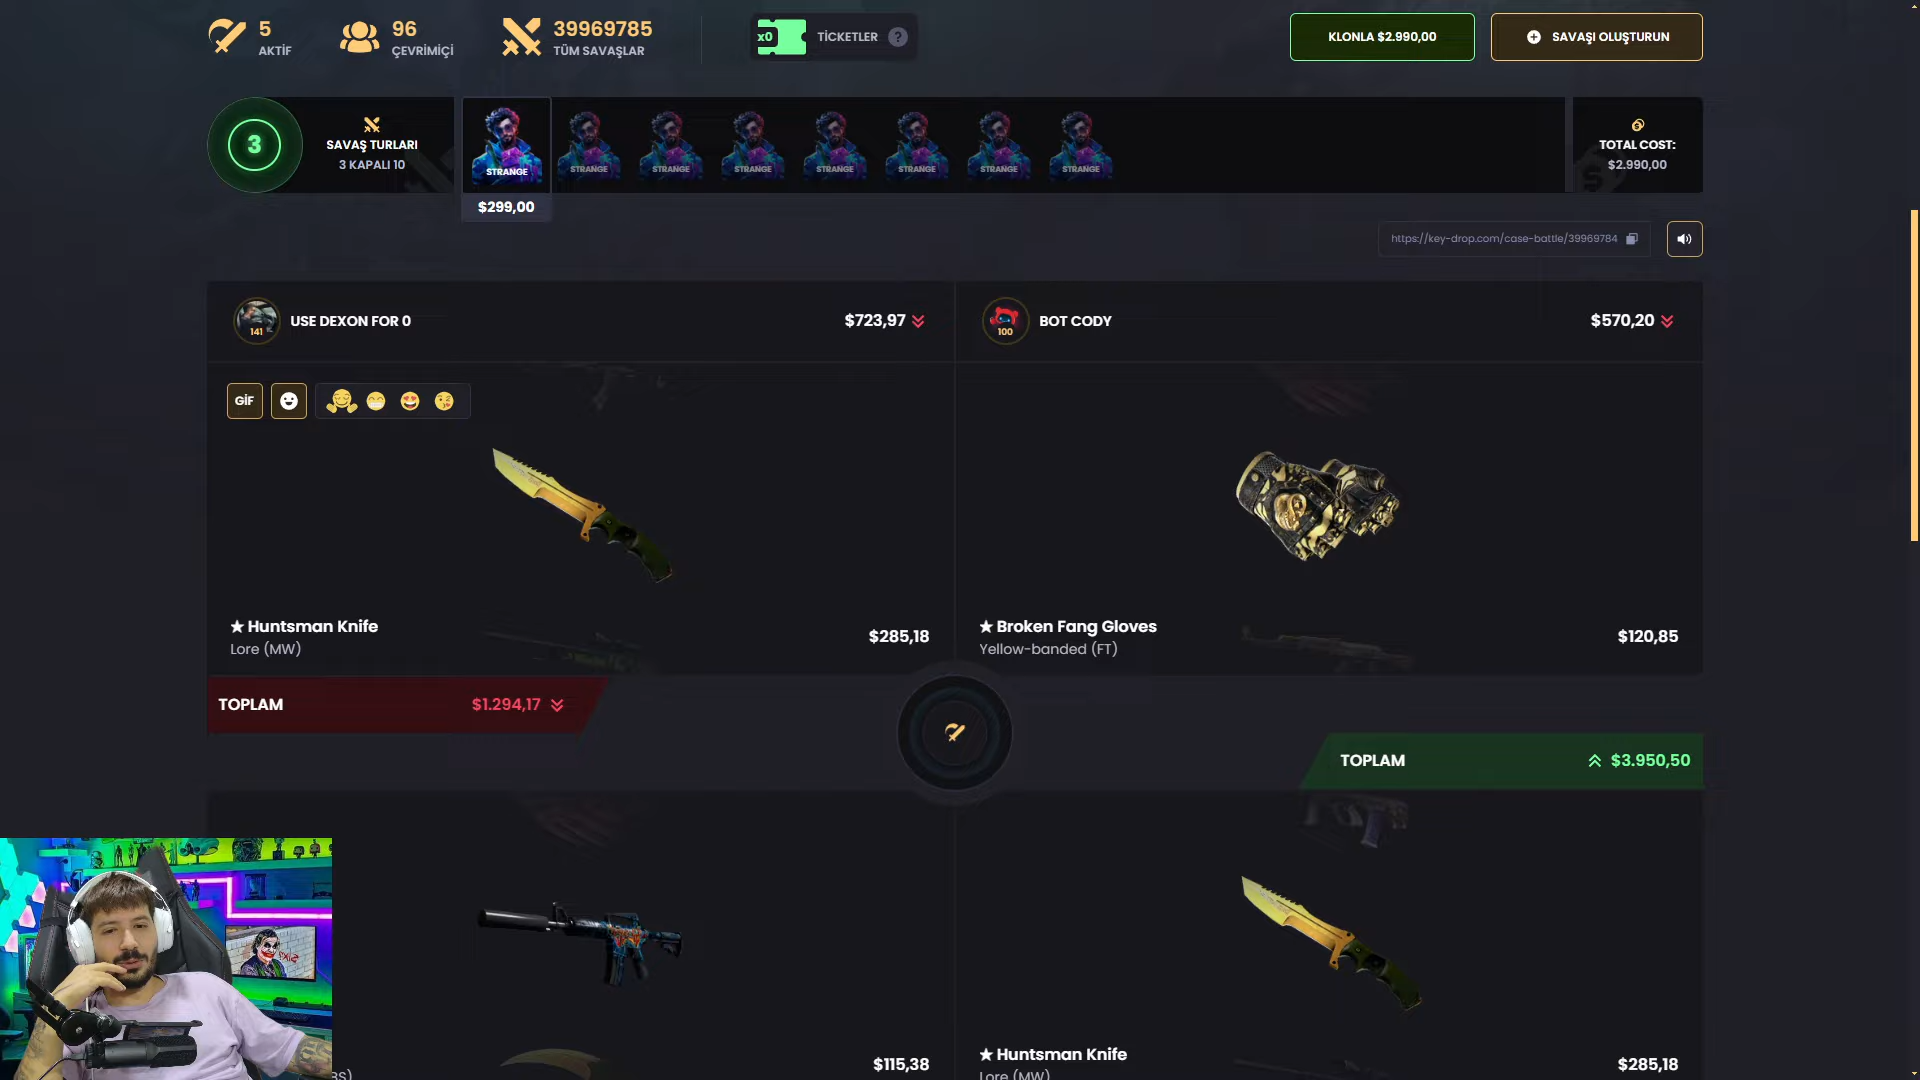 5
AKTİF
96
ÇEVRİMİÇİ
39969785
TÜM SAVAŞLAR
x0
TİCKETLER ?
KLONLA $2.990,00
SAVAŞI OLUŞTURUN
3
SAVAŞ TURLARI
3 KAPALI 10
STRANGE
STRANGE
STRANGE
STRANGE
STRANGE
STRANGE
STRANGE
STRANGE
$299,00
TOTAL COST:
$2.990,00
https://key-drop.com/case-battle/39969784
141
USE DEXON FOR 0
$723,97
100
BOT CODY
$570,20
GİF
★ Huntsman Knife
Lore (MW)
$285,18
★ Broken Fang Gloves
Yellow-banded (FT)
$120,85
TOPLAM
$1.294,17
TOPLAM
$3.950,50
$115,38
★ Huntsman Knife
Lore (MW)
$285,18